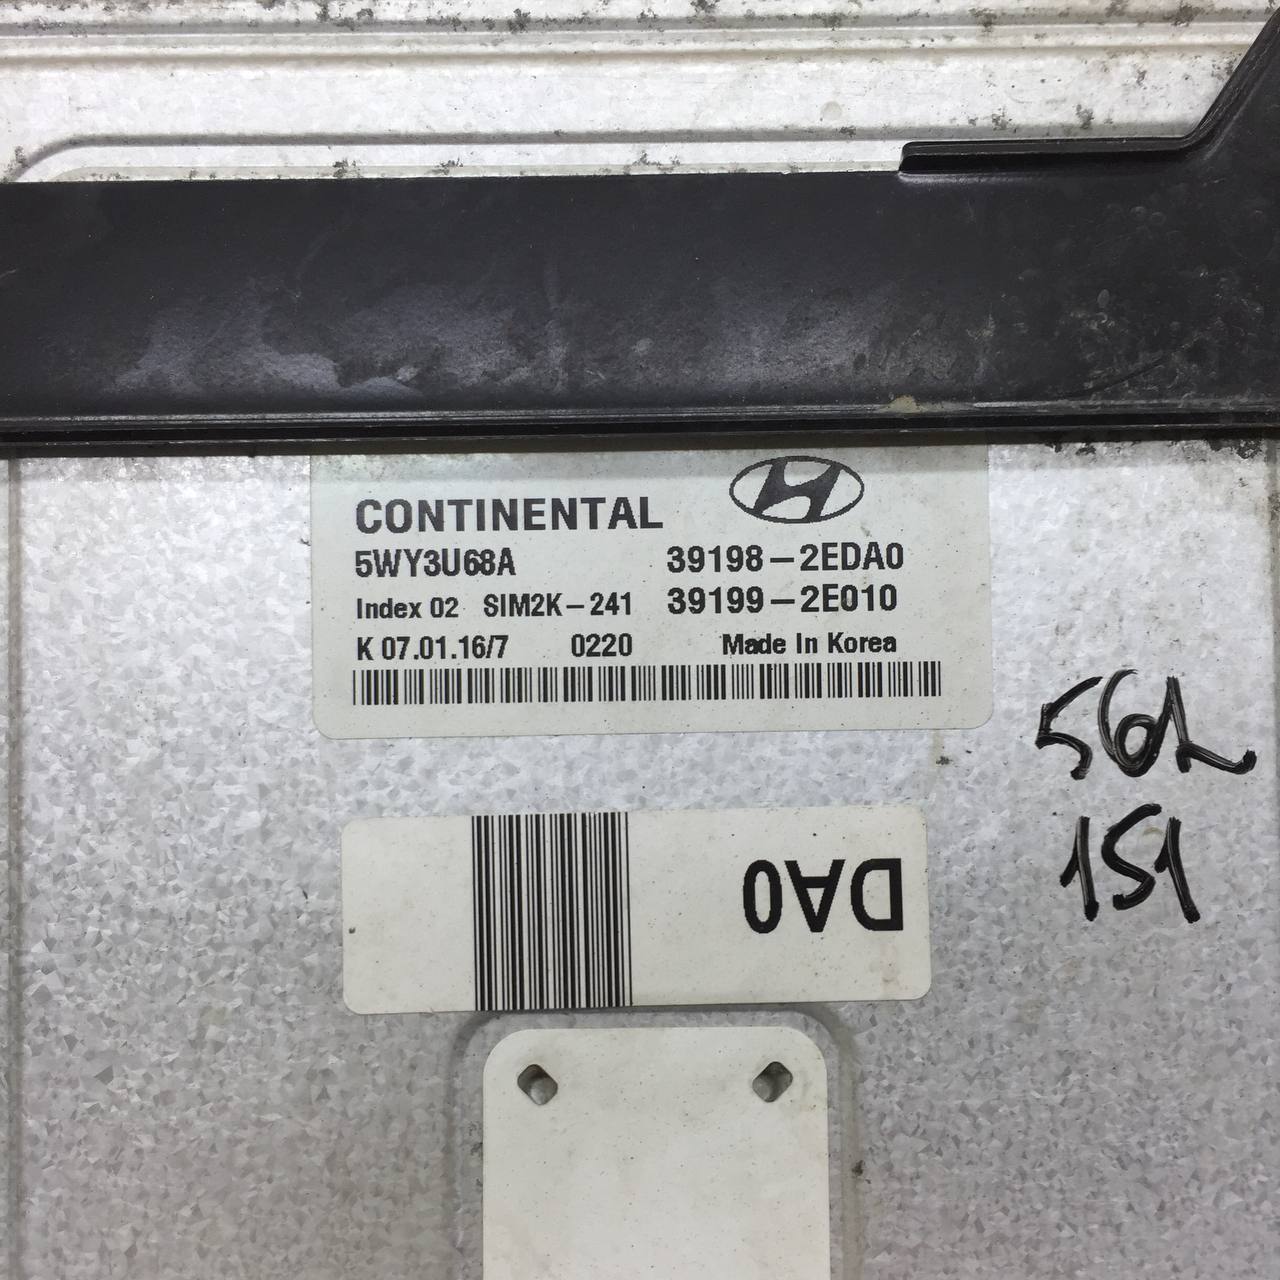 CONTINENTAL
5WY3U68A 39198-2EDA0
Index 02 SIM2K-241 39199-2E010
K 07.01.16/7 0220 Made In Korea
151
DA0